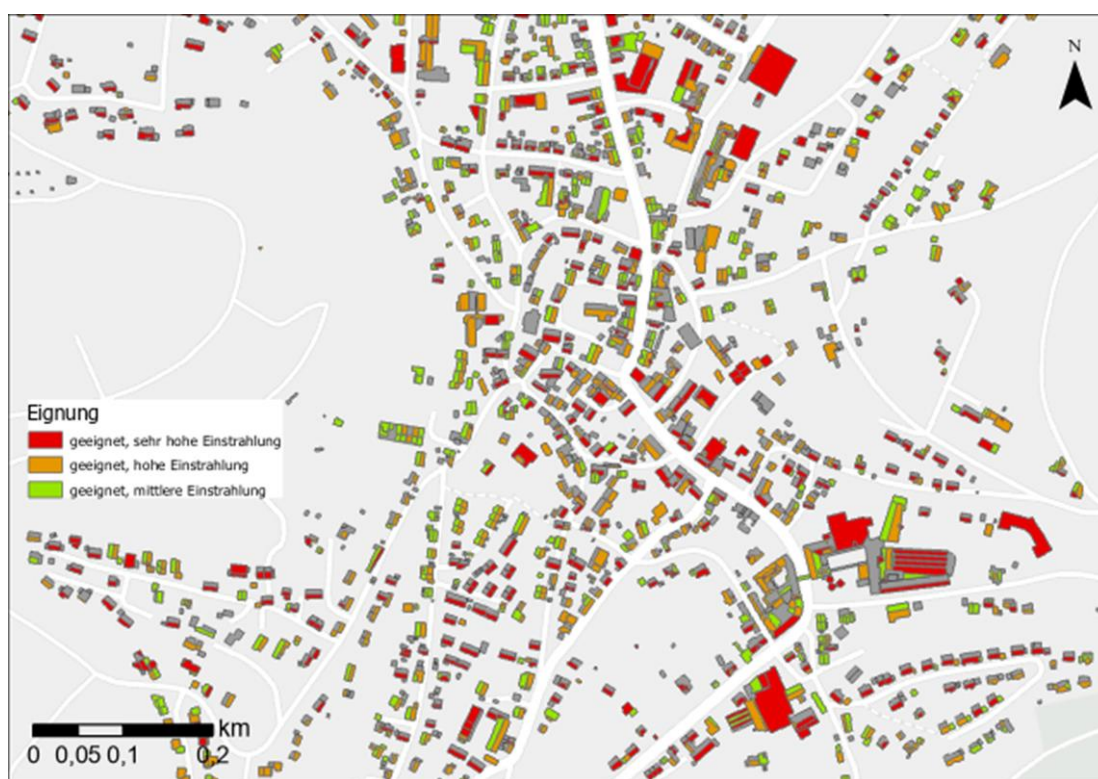 N
Eignung
geeignet, sehr hohe Einstrahlung
geeignet, hohe Einstrahlung
geeignet, mittlere Einstrahlung
km
0 0,05 0,1 0,2